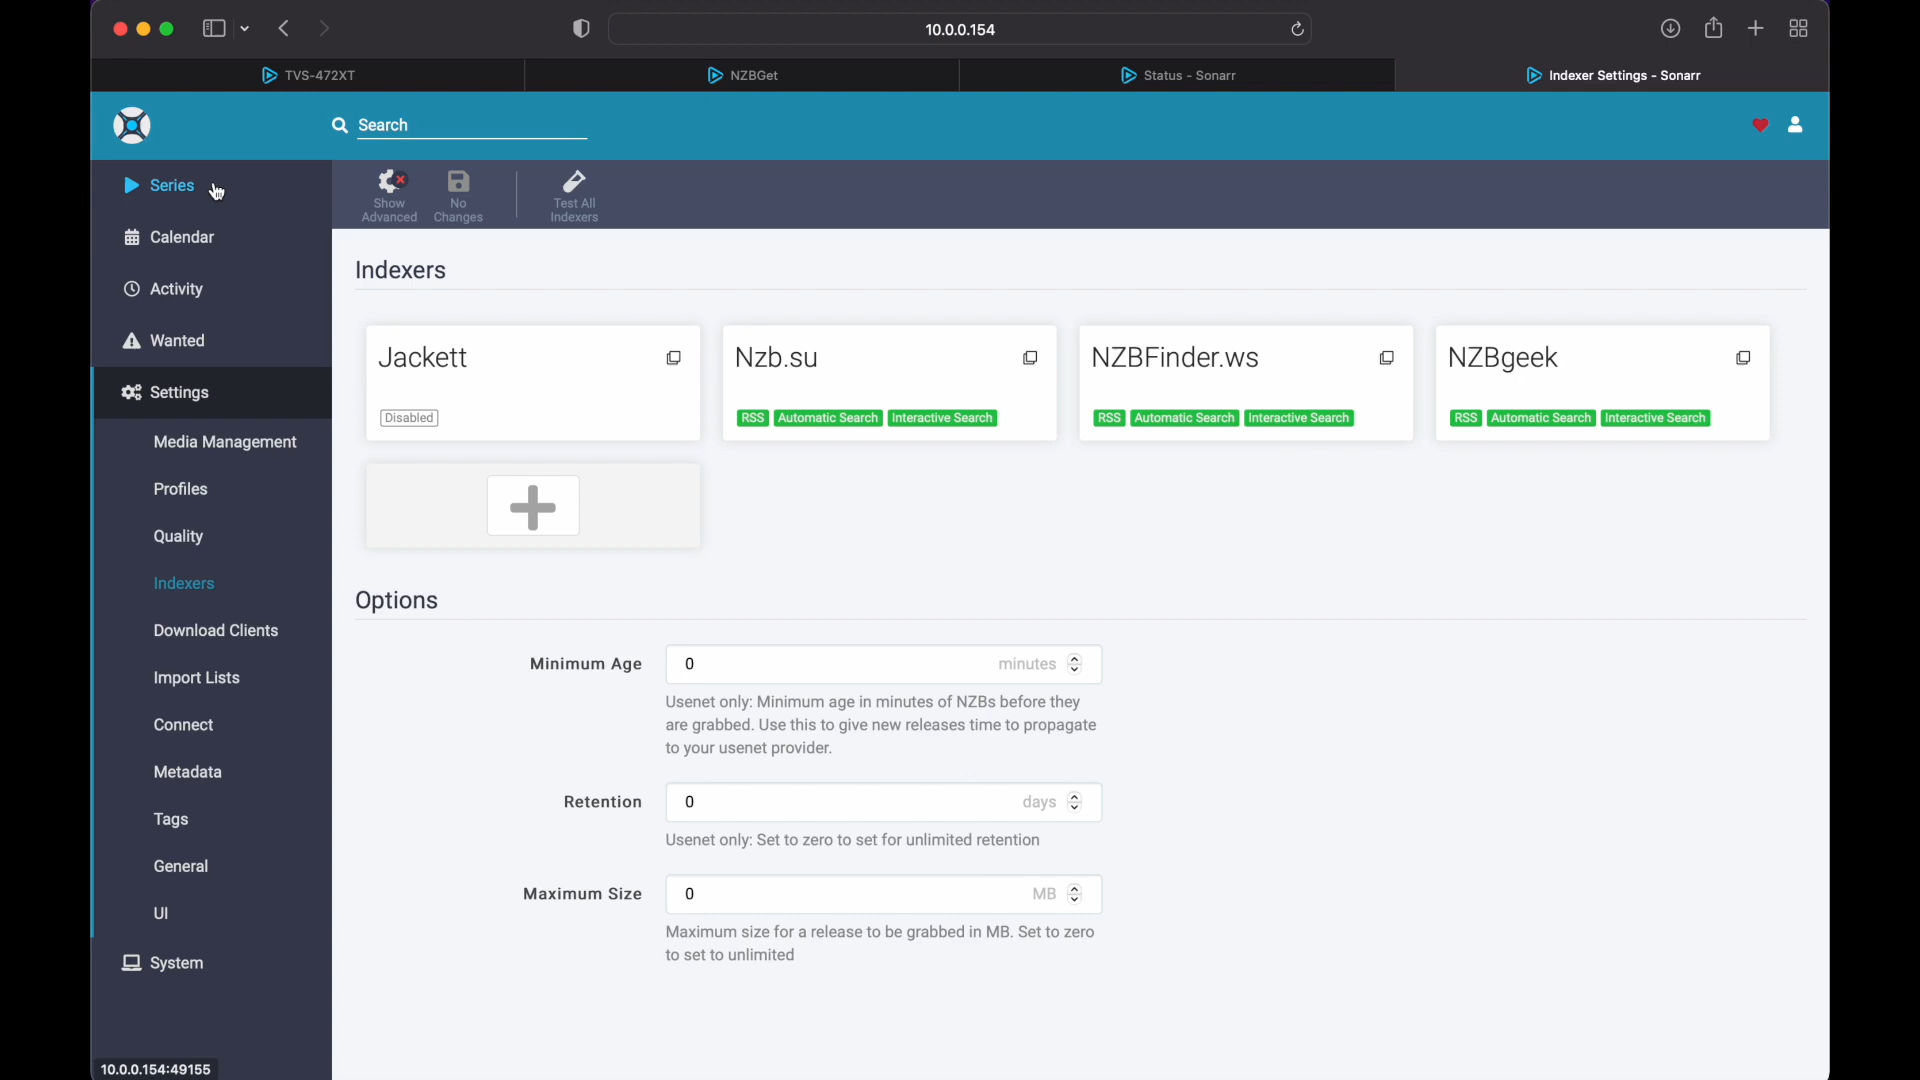 10.0.0.154
TVS-472XT
NZBGet
Status - Sonarr
Indexer Settings - Sonarr
Search
Series
Calendar
Activity
Wanted
Settings
Media Management
Profiles
Quality
Indexers
Download Clients
Import Lists
Connect
Metadata
Tags
General
UI
System
10.0.0.154:49155
Show
Advanced
No
Changes
Test All
Indexers
Indexers
Jackett
Disabled
Nzb.su
RSS Automatic Search Interactive Search
NZBFinder.ws
RSS Automatic Search Interactive Search
NZBgeek
RSS Automatic Search Interactive Search
Options
Minimum Age 0 minutes
Usenet only: Minimum age in minutes of NZBs before they
are grabbed. Use this to give new releases time to propagate
to your usenet provider.
Retention 0 days
Usenet only: Set to zero to set for unlimited retention
Maximum Size 0 MB
Maximum size for a release to be grabbed in MB. Set to zero
to set to unlimited